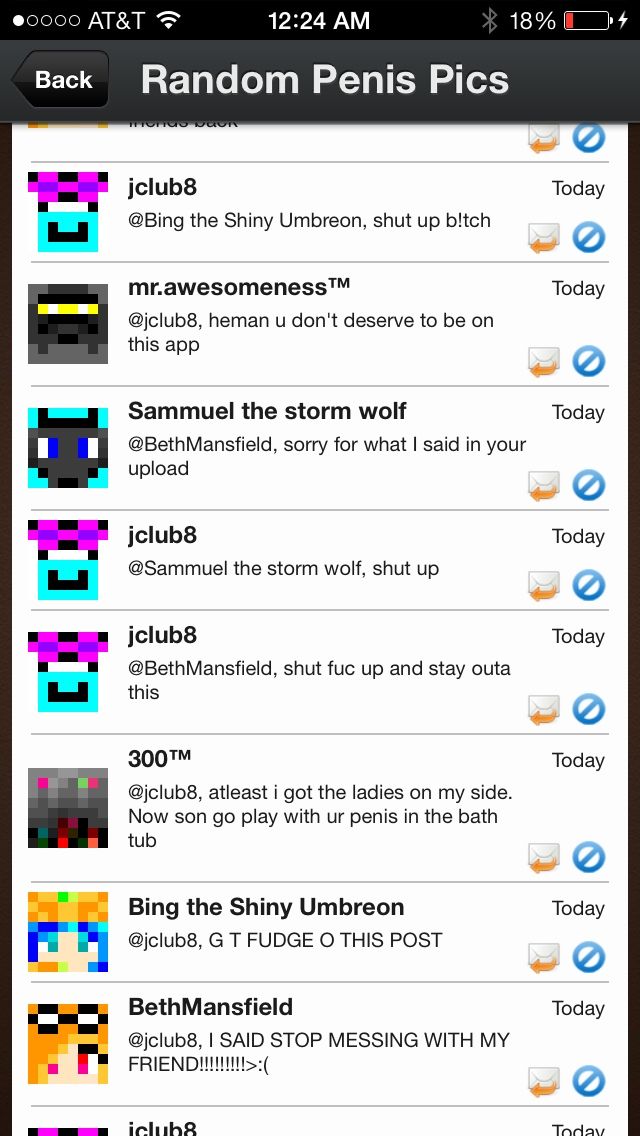 AT&T 12:24 AM 18%
Back Random Penis Pics
friends back
jclub8 Today
@Bing the Shiny Umbreon, shut up b!tch
mr.awesomeness™ Today
@jclub8, heman u don't deserve to be on
this app
Sammuel the storm wolf Today
@BethMansfield, sorry for what I said in your
upload
jclub8 Today
@Sammuel the storm wolf, shut up
jclub8 Today
@BethMansfield, shut fuc up and stay outa
this
300™ Today
@jclub8, atleast i got the ladies on my side.
Now son go play with ur penis in the bath
tub
Bing the Shiny Umbreon Today
@jclub8, G T FUDGE O THIS POST
BethMansfield Today
@jclub8, I SAID STOP MESSING WITH MY
FRIEND!!!!!!!!!>:(
jclub8 Today